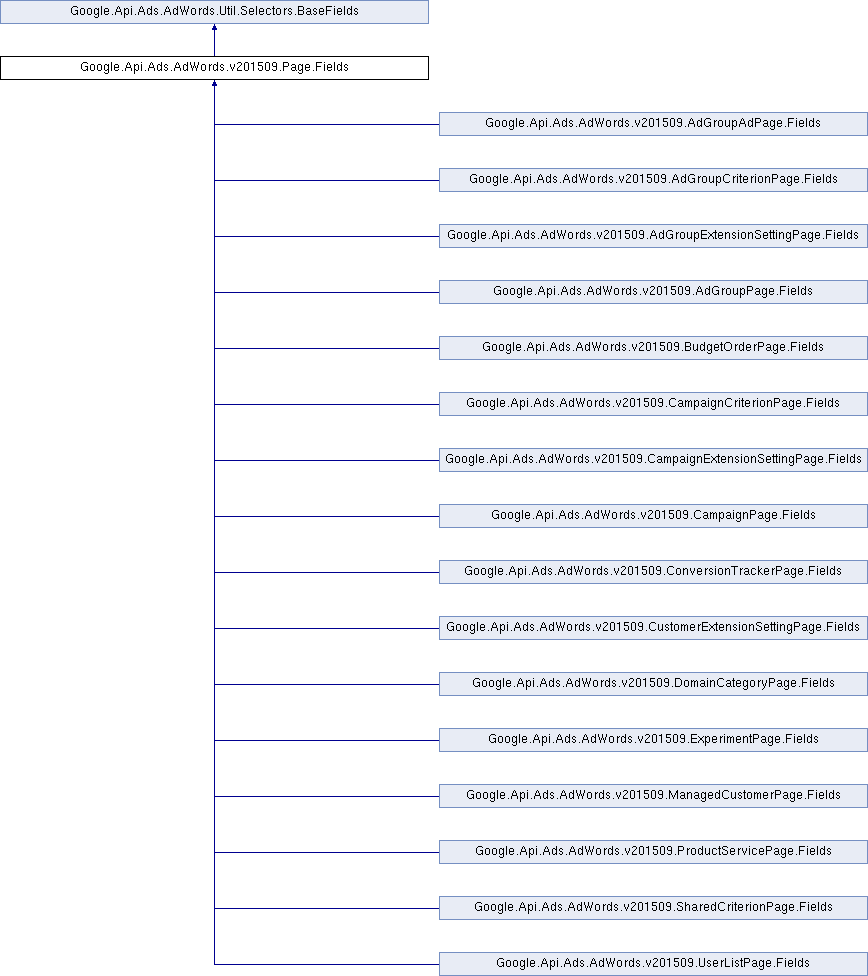 Google.Api.Ads.AdWords.Util.Selectors.BaseFields
Google.Api.Ads.AdWords.v201509.Page.Fields
Google.Api.Ads.AdWords.v201509.AdGroupAdPage.Fields
Google.Api.Ads.AdWords.v201509.AdGroupCriterionPage.Fields
Google.Api.Ads.AdWords.v201509.AdGroupExtensionSettingPage.Fields
Google.Api.Ads.AdWords.v201509.AdGroupPage.Fields
Google.Api.Ads.AdWords.v201509.BudgetOrderPage.Fields
Google.Api.Ads.AdWords.v201509.CampaignCriterionPage.Fields
Google.Api.Ads.AdWords.v201509.CampaignExtensionSettingPage.Fields
Google.Api.Ads.AdWords.v201509.CampaignPage.Fields
Google.Api.Ads.AdWords.v201509.ConversionTrackerPage.Fields
Google.Api.Ads.AdWords.v201509.CustomerExtensionSettingPage.Fields
Google.Api.Ads.AdWords.v201509.DomainCategoryPage.Fields
Google.Api.Ads.AdWords.v201509.ExperimentPage.Fields
Google.Api.Ads.AdWords.v201509.ManagedCustomerPage.Fields
Google.Api.Ads.AdWords.v201509.ProductServicePage.Fields
Google.Api.Ads.AdWords.v201509.SharedCriterionPage.Fields
Google.Api.Ads.AdWords.v201509.UserListPage.Fields